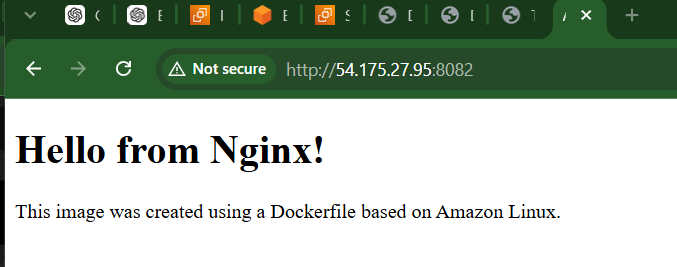 Not secure http://54.175.27.95:8082
Hello from Nginx!
This image was created using a Dockerfile based on Amazon Linux.